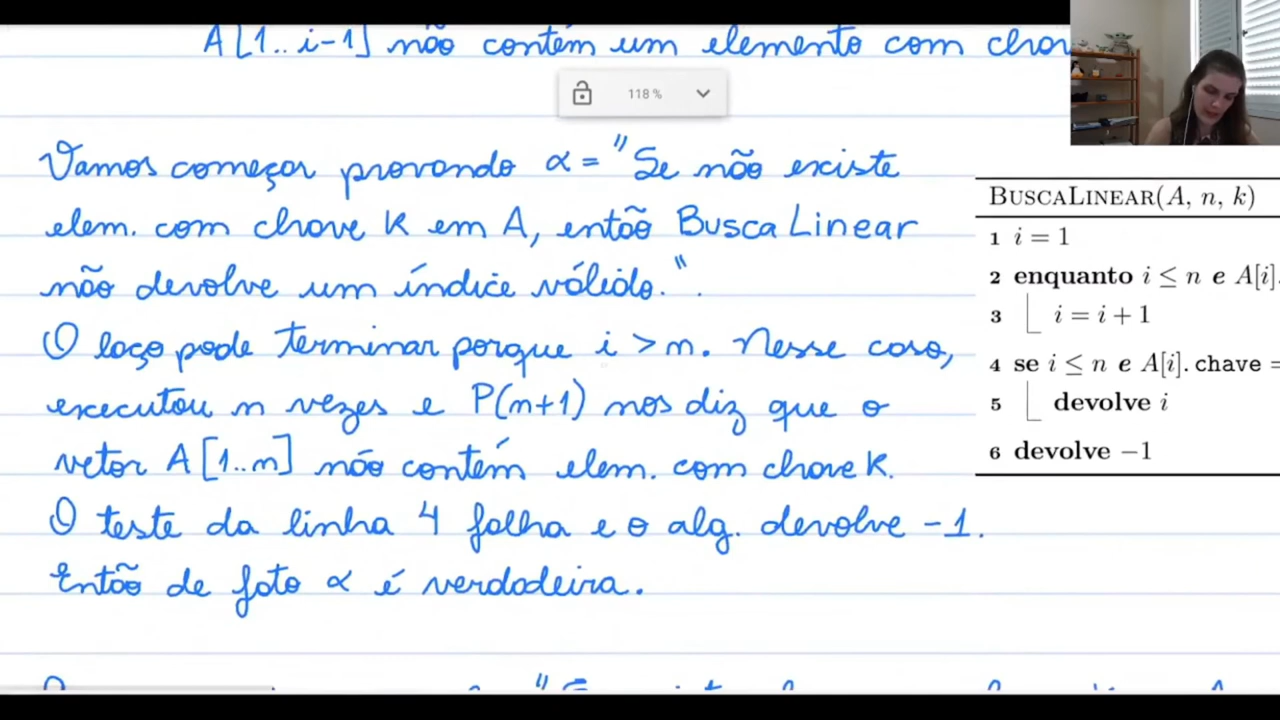 A[1..i-1] não contém um elemento com
118 %
Vamos começar provando α = "Se não existe
elem. com chave K em A, então BuscaLinear
não devolve um índice válido.".
O laço pode terminar porque i > n. Nesse caso,
executou n vezes e P(n+1) nos diz que o
vetor A[1..n] não contém elem. com chave K.
O teste da linha 4 falha e o alg. devolve -1.
Então de fato α é verdadeira.
BUSCALINEAR(A, n, k)
1 i = 1
2 enquanto i ≤ n e A[i].
3 i = i + 1
4 se i ≤ n e A[i]. chave =
5 devolve i
6 devolve −1